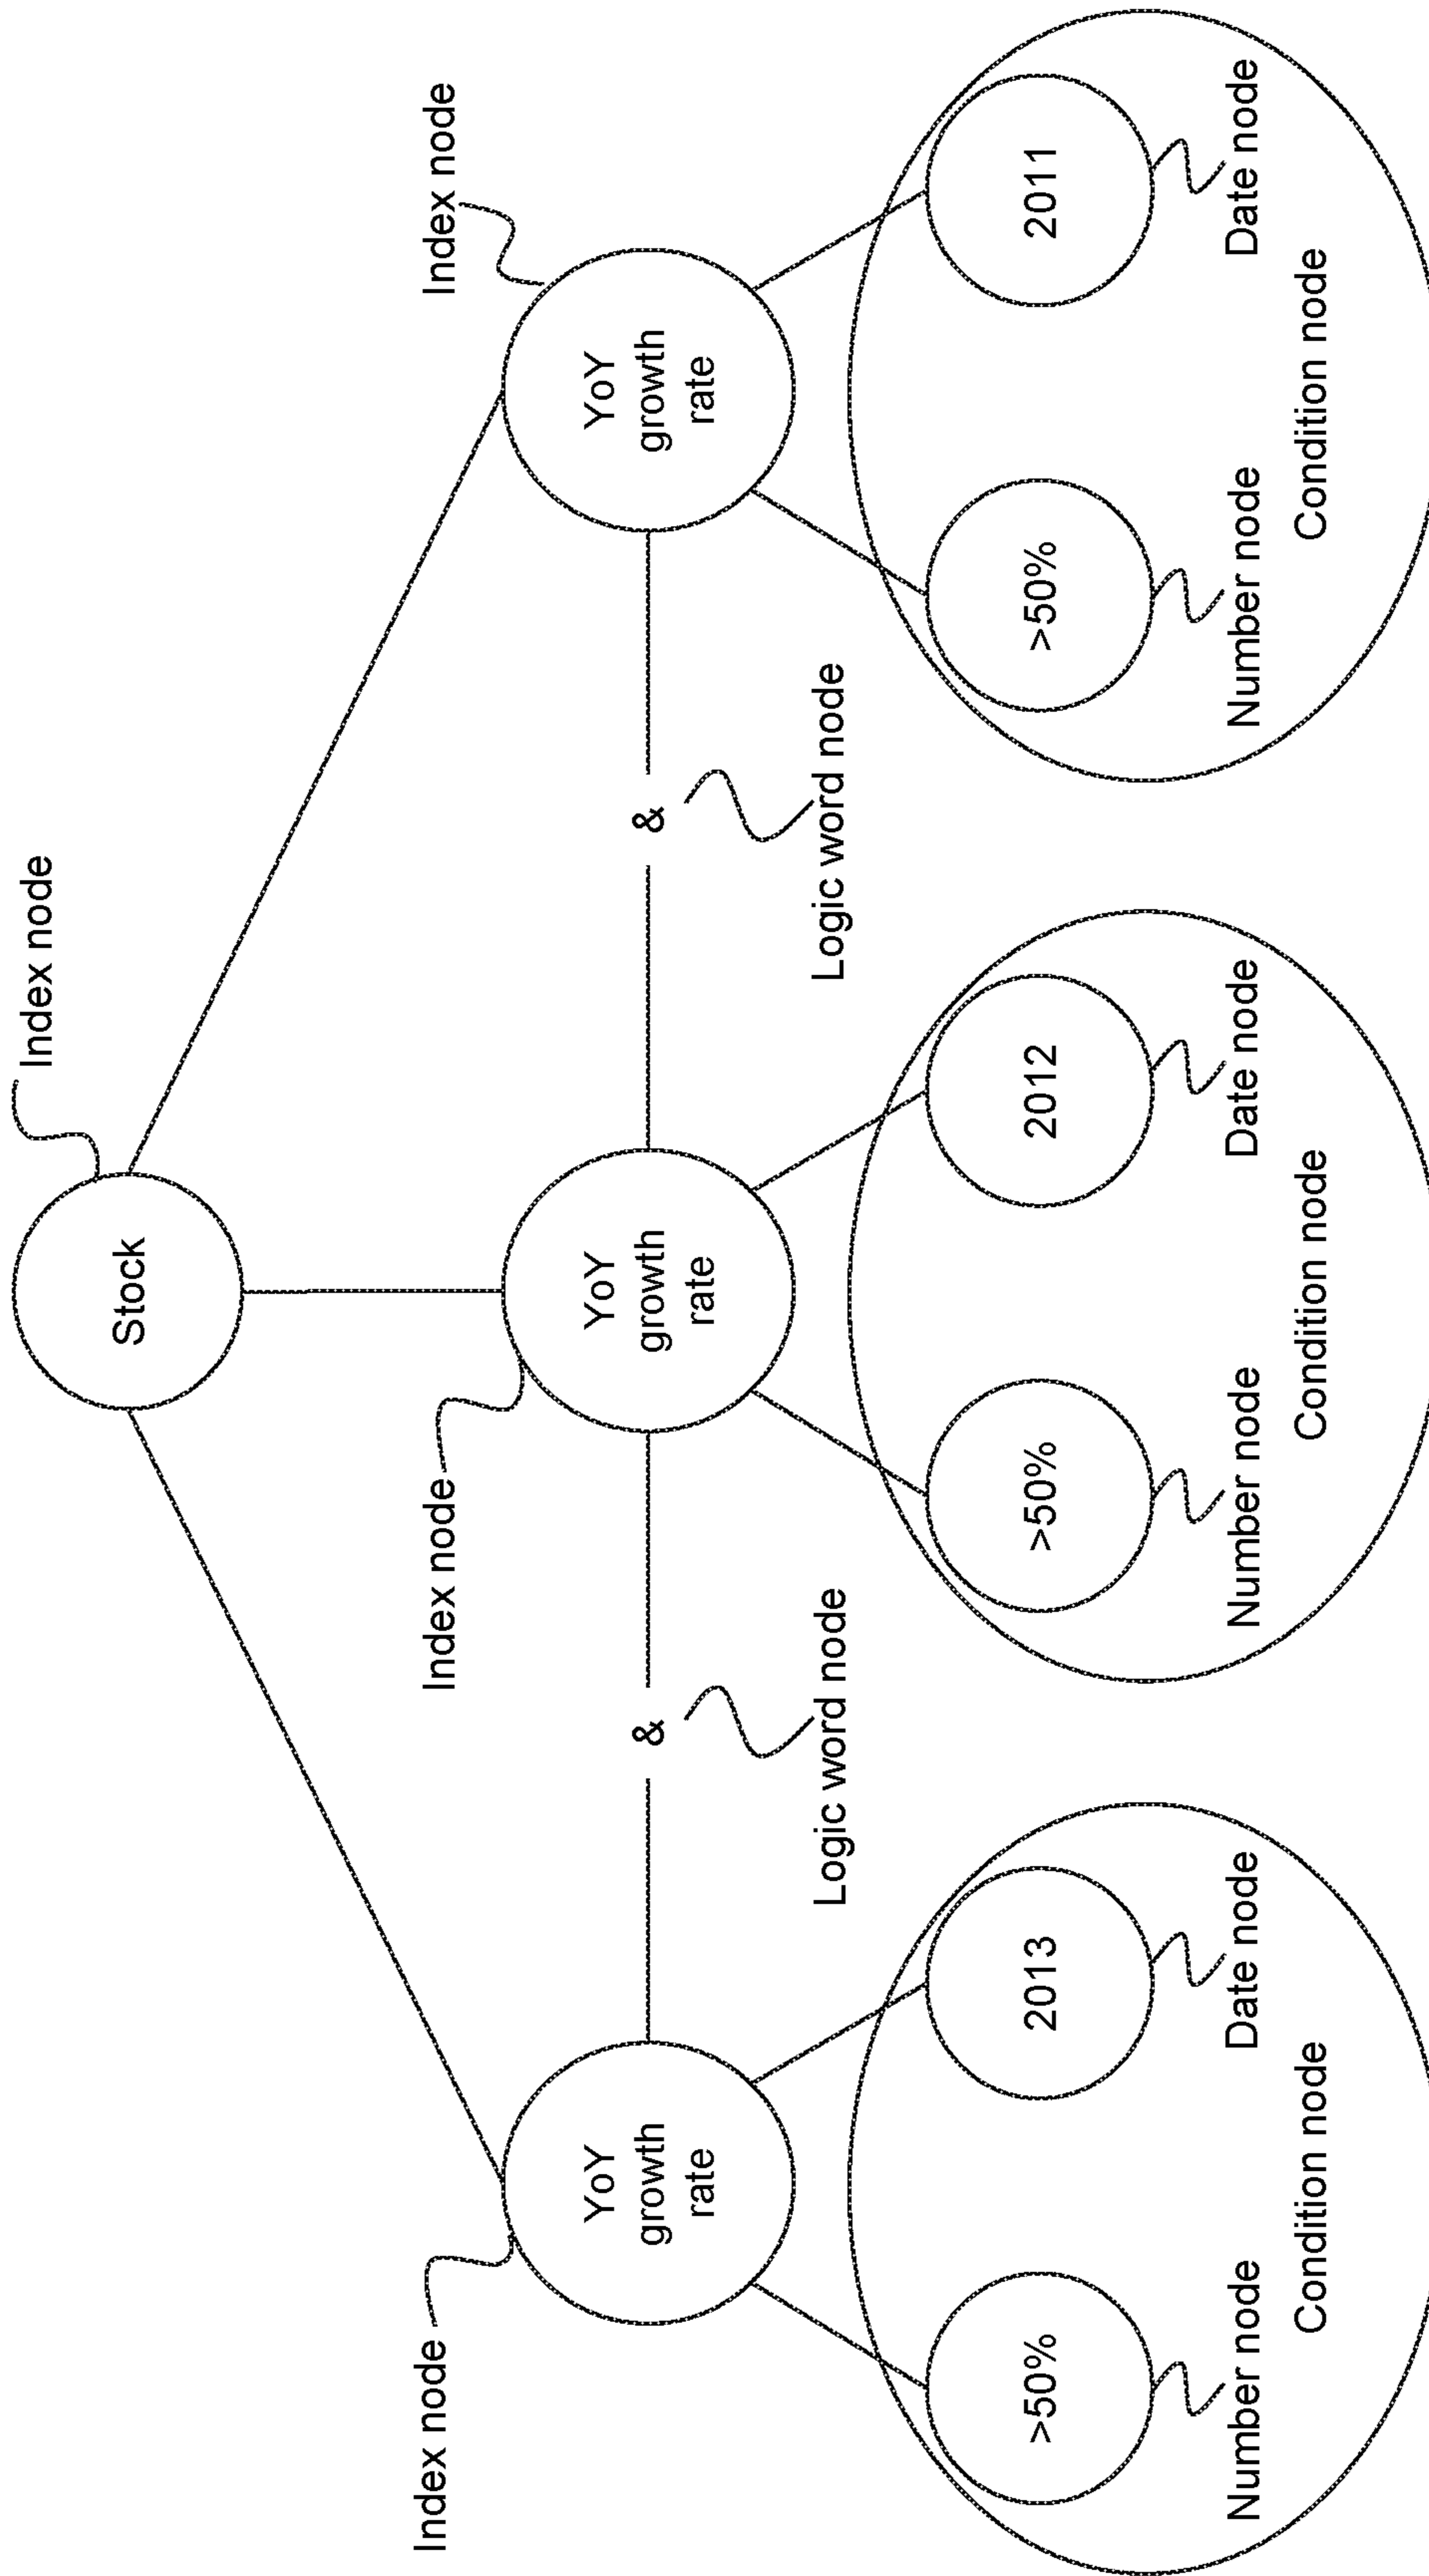 Stock
Index node
Index node
Index node
Index node
YoY
growth
rate
&
YoY
growth
rate
&
YoY
growth
rate
Logic word node
Logic word node
>50%
2013
>50%
2012
>50%
2011
Number node
Date node
Number node
Date node
Number node
Date node
Condition node
Condition node
Condition node